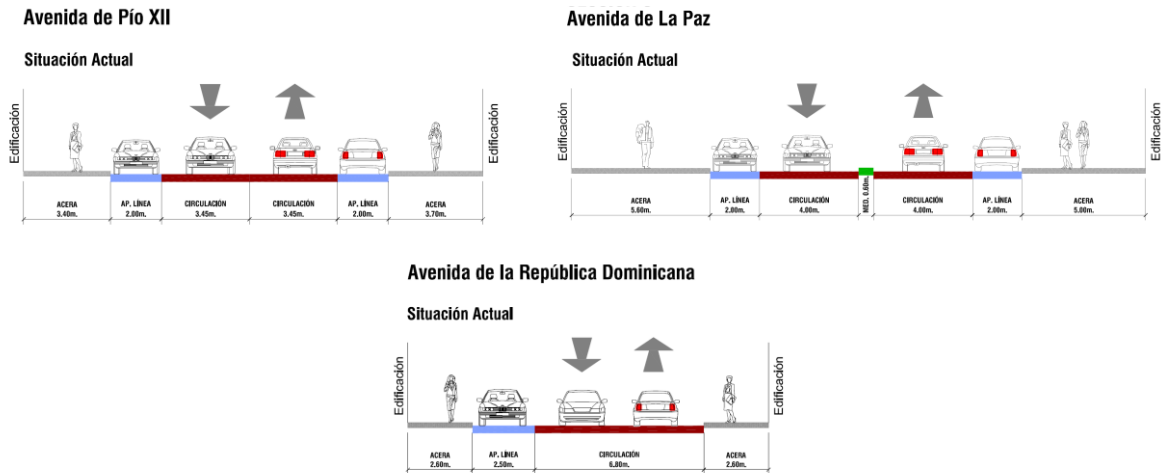 Avenida de Pío XII
Situación Actual
Edificación
Edificación
ACERA
3.40m.
AP. LÍNEA
2.00m.
CIRCULACIÓN
3.45m.
CIRCULACIÓN
3.45m.
AP. LÍNEA
2.00m.
ACERA
3.70m.
Avenida de La Paz
Situación Actual
Edificación
Edificación
ACERA
5.60m.
AP. LÍNEA
2.00m.
CIRCULACIÓN
4.00m.
MED. 0.60m.
CIRCULACIÓN
4.00m.
AP. LÍNEA
2.00m.
ACERA
5.00m.
Avenida de la República Dominicana
Situación Actual
Edificación
Edificación
ACERA
2.60m.
AP. LÍNEA
2.50m.
CIRCULACIÓN
6.80m.
ACERA
2.60m.